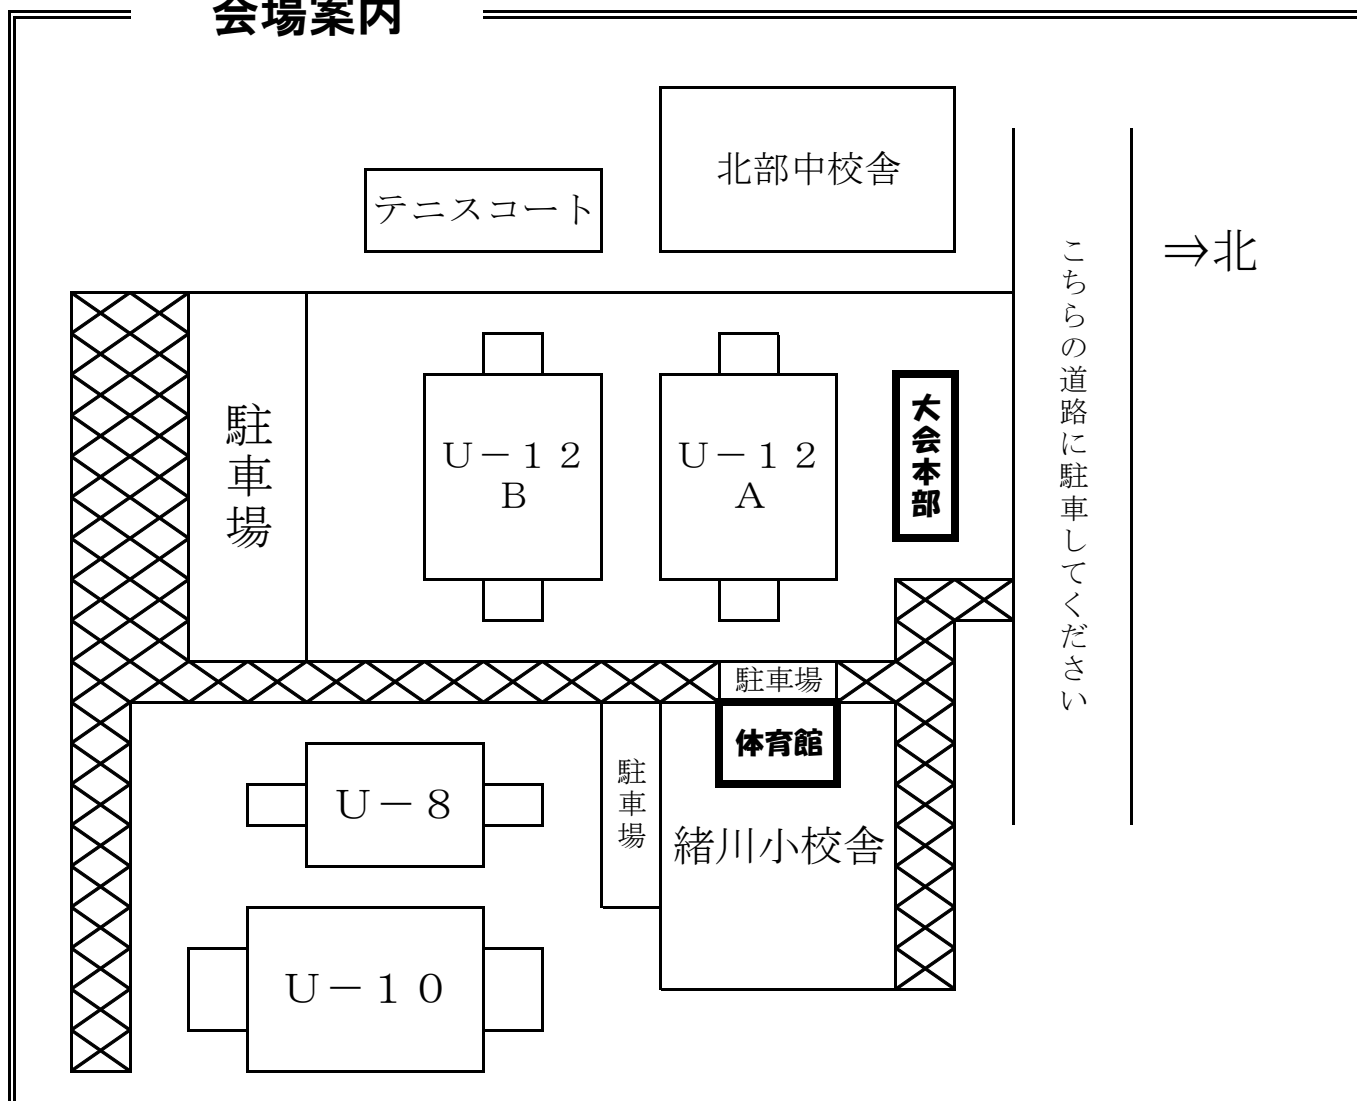 会場案内
北部中校舎
テニスコート
⇒北
こちらの道路に駐車してください
駐車場
U－１２
B
U－１２
A
大会本部
駐車場
体育館
駐車場
U－８
緒川小校舎
U－１０